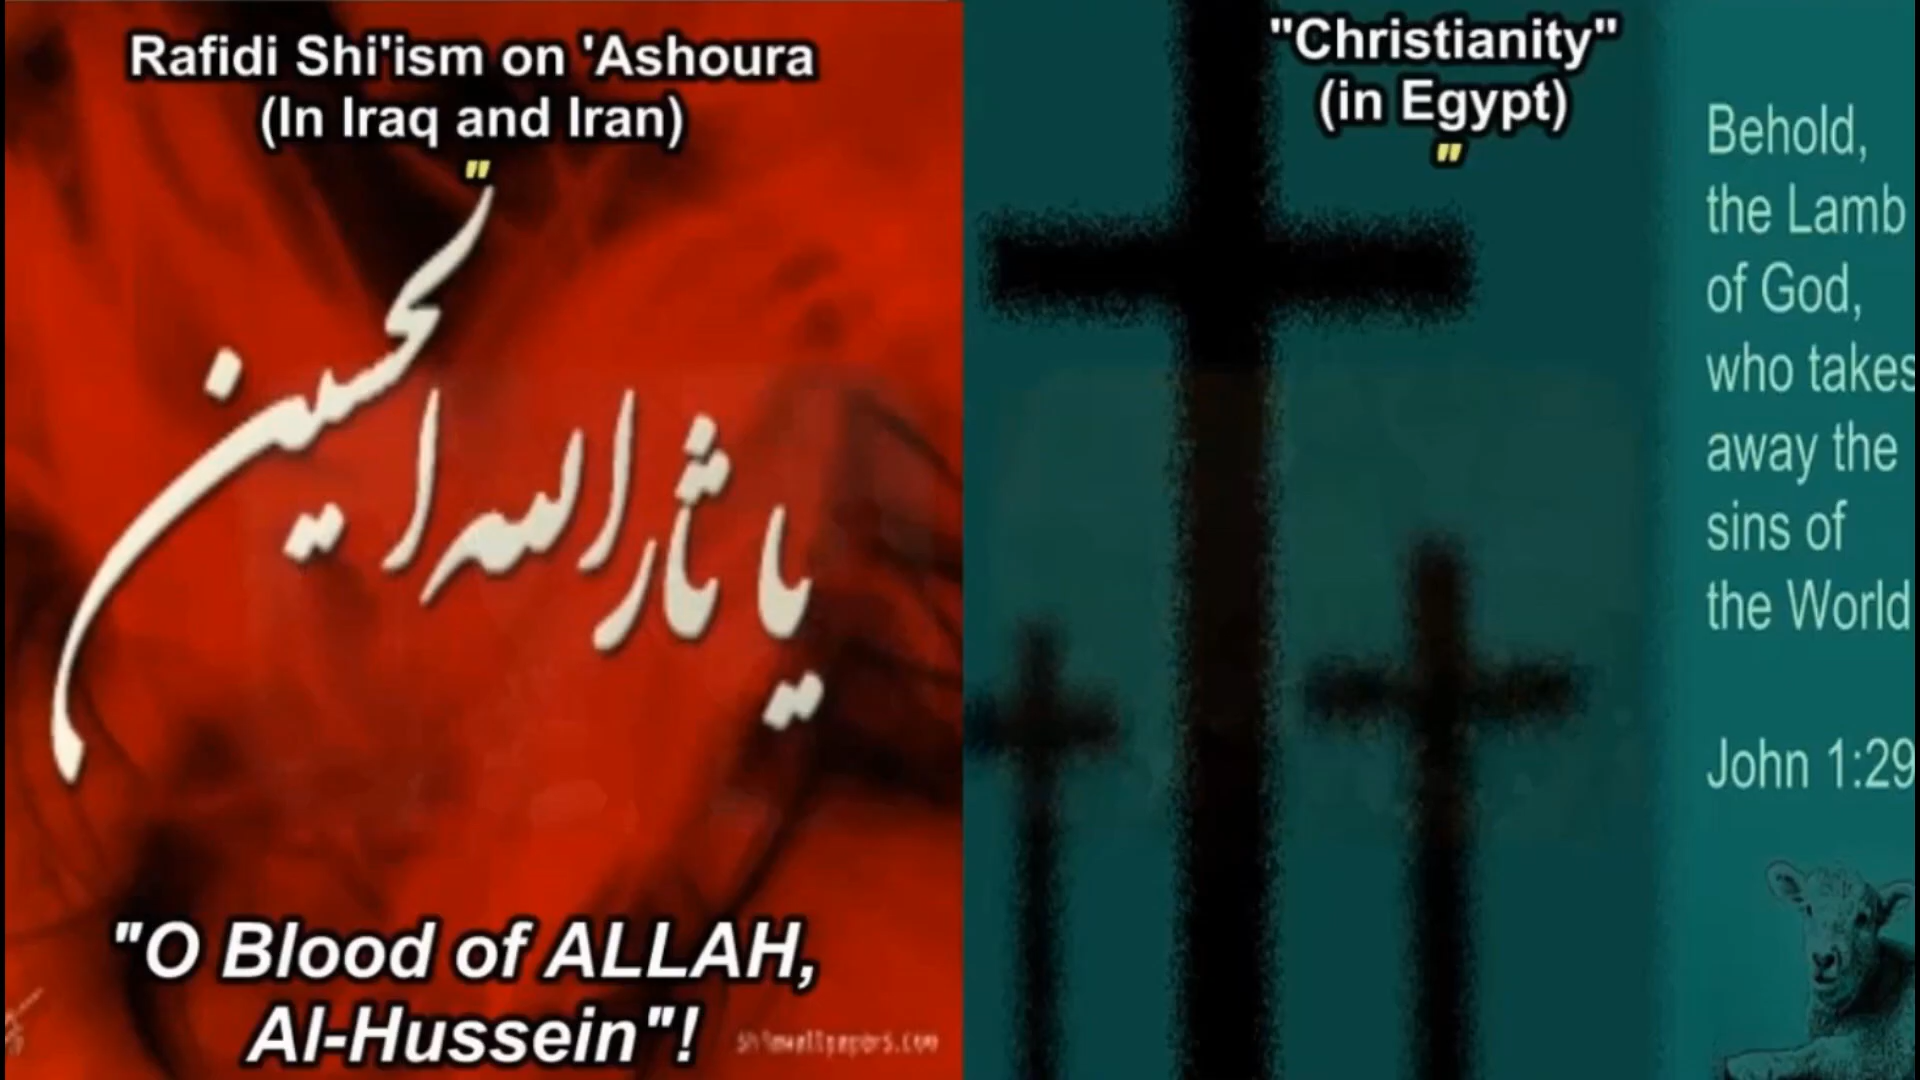 Rafidi Shi'ism on 'Ashoura
(In Iraq and Iran)
"
يا ثار الله الحسين
"O Blood of ALLAH,
Al-Hussein"!
"Christianity"
(in Egypt)
"
Behold,
the Lamb
of God,
who takes
away the
sins of
the World
John 1:29